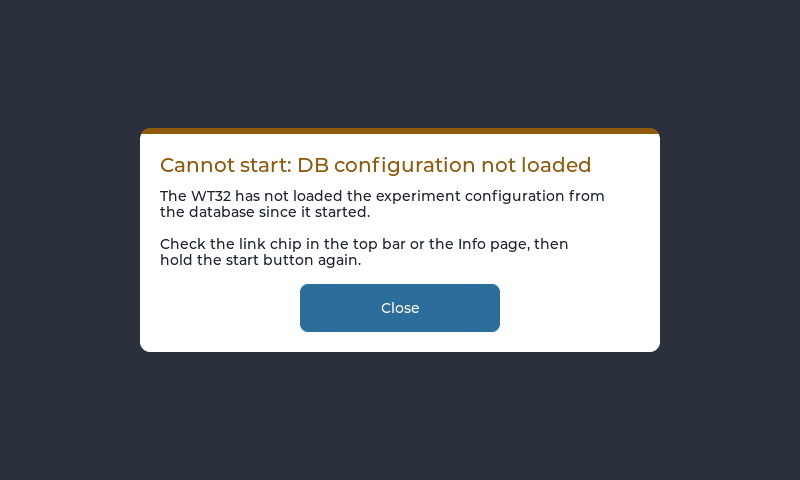 Cannot start: DB configuration not loaded
The WT32 has not loaded the experiment configuration from
the database since it started.
Check the link chip in the top bar or the Info page, then
hold the start button again.
Close